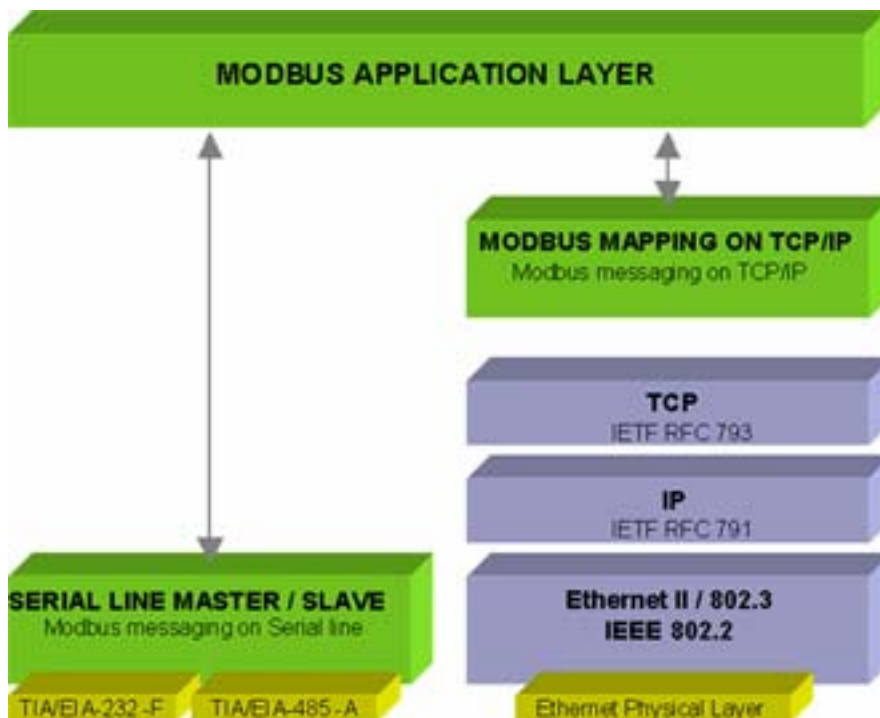 MODBUS APPLICATION LAYER
MODBUS MAPPING ON TCP/IP
Modbus messaging on TCP/IP
TCP
IETF RFC 793
IP
IETF RFC 791
SERIAL LINE MASTER / SLAVE
Modbus messaging on Serial line
Ethernet II / 802.3
IEEE 802.2
TIA/EIA-232-F
TIA/EIA-485-A
Ethernet Physical Layer